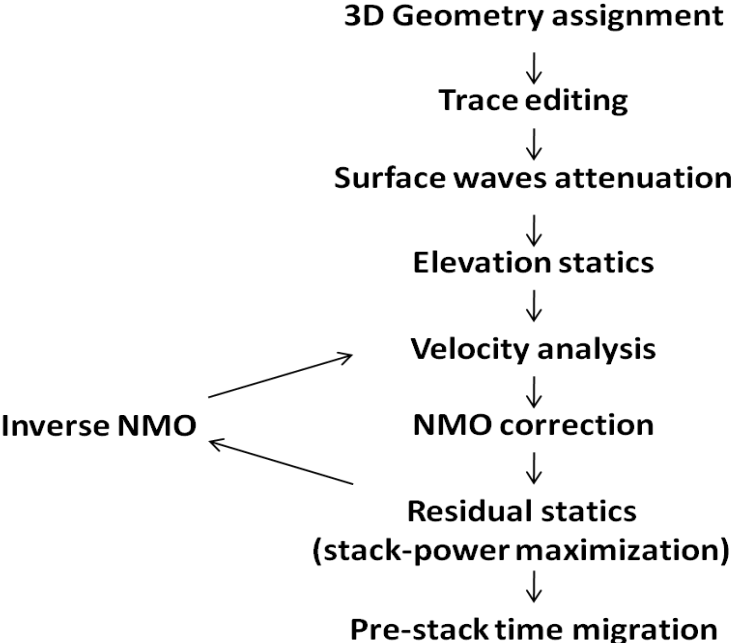 3D Geometry assignment
Trace editing
Surface waves attenuation
Elevation statics
Velocity analysis
Inverse NMO
NMO correction
Residual statics
(stack-power maximization)
Pre-stack time migration